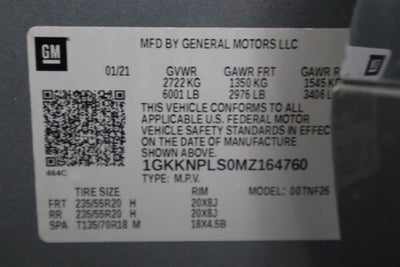 GM
MFD BY GENERAL MOTORS LLC
01/21 GVWR GAWR FRT GAWR R
2722 KG 1350 KG 1545 KG
6001 LB 2976 LB 3406 LB
THIS VEHICLE CONFORMS TO ALL
APPLICABLE U.S. FEDERAL MOTOR
VEHICLE SAFETY STANDARDS IN EFFEC
ON THE DATE OF MANUFACTURE
SHOWN ABOVE.
464C
1GKKNPLS0MZ164760
TYPE: M.P.V. MODEL: 00TNF26
TIRE SIZE RIM
FRT 235/55R20 H 20X8J
RR 235/55R20 H 20X8J
SPA T135/70R18 M 18X4.5B